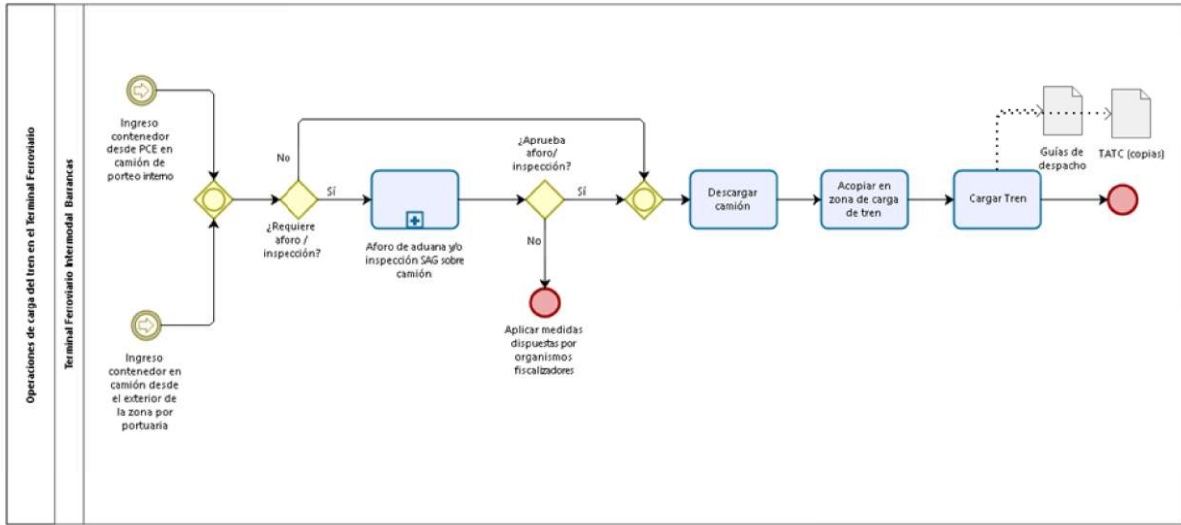 Operaciones de carga del tren en el Terminal Ferroviario
Terminal Ferroviario Intermodal Barrancas
Ingreso
contenedor
desde PCE en
camión de
porteo interno
No
¿Requiere
aforo /
inspección?
Sí
Aforo de aduana y/o
inspección SAG sobre
camión
¿Aprueba
aforo/
inspección?
Sí
No
Aplicar medidas
dispuestas por
organismos
fiscalizadores
Descargar
camión
Acopiar en
zona de carga
de tren
Cargar Tren
Guías de
despacho
TATC (copias)
Ingreso
contenedor en
camión desde
el exterior de
la zona por
portuaria